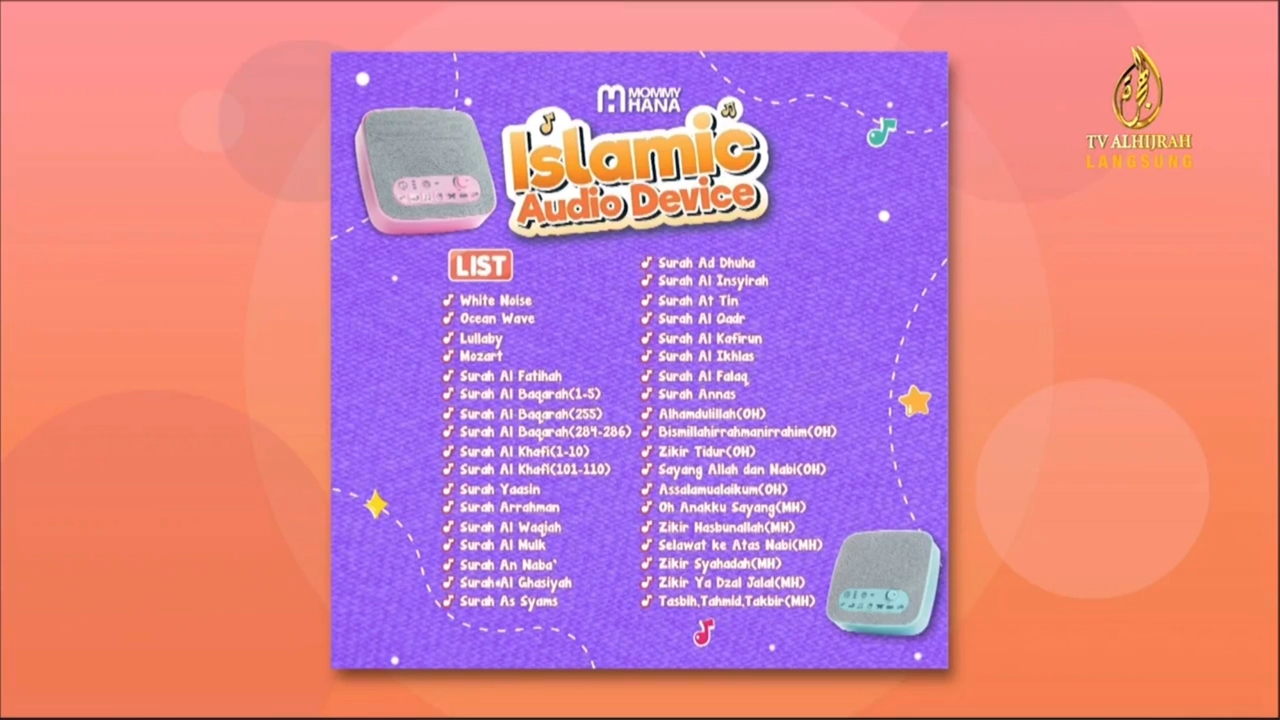 MOMMY
HANA
Islamic
Audio Device
TV ALHIJRAH
LANGSUNG
LIST
White Noise
Ocean Wave
Lullaby
Mozart
Surah Al Fatihah
Surah Al Baqarah(1-5)
Surah Al Baqarah(255)
Surah Al Baqarah(284-286)
Surah Al Khafi(1-10)
Surah Al Khafi(101-110)
Surah Yaasin
Surah Arrahman
Surah Al Waqiah
Surah Al Mulk
Surah An Naba'
Surah Al Ghasiyah
Surah As Syams
Surah Ad Dhuha
Surah Al Insyirah
Surah At Tin
Surah Al Qadr
Surah Al Kafirun
Surah Al Ikhlas
Surah Al Falaq
Surah Annas
Alhamdulillah(OH)
Bismillahirrahmanirrahim(OH)
Zikir Tidur(OH)
Sayang Allah dan Nabi(OH)
Assalamualaikum(OH)
Oh Anakku Sayang(MH)
Zikir Hasbunallah(MH)
Selawat ke Atas Nabi(MH)
Zikir Syahadah(MH)
Zikir Ya Dzal Jalal(MH)
Tasbih,Tahmid,Takbir(MH)